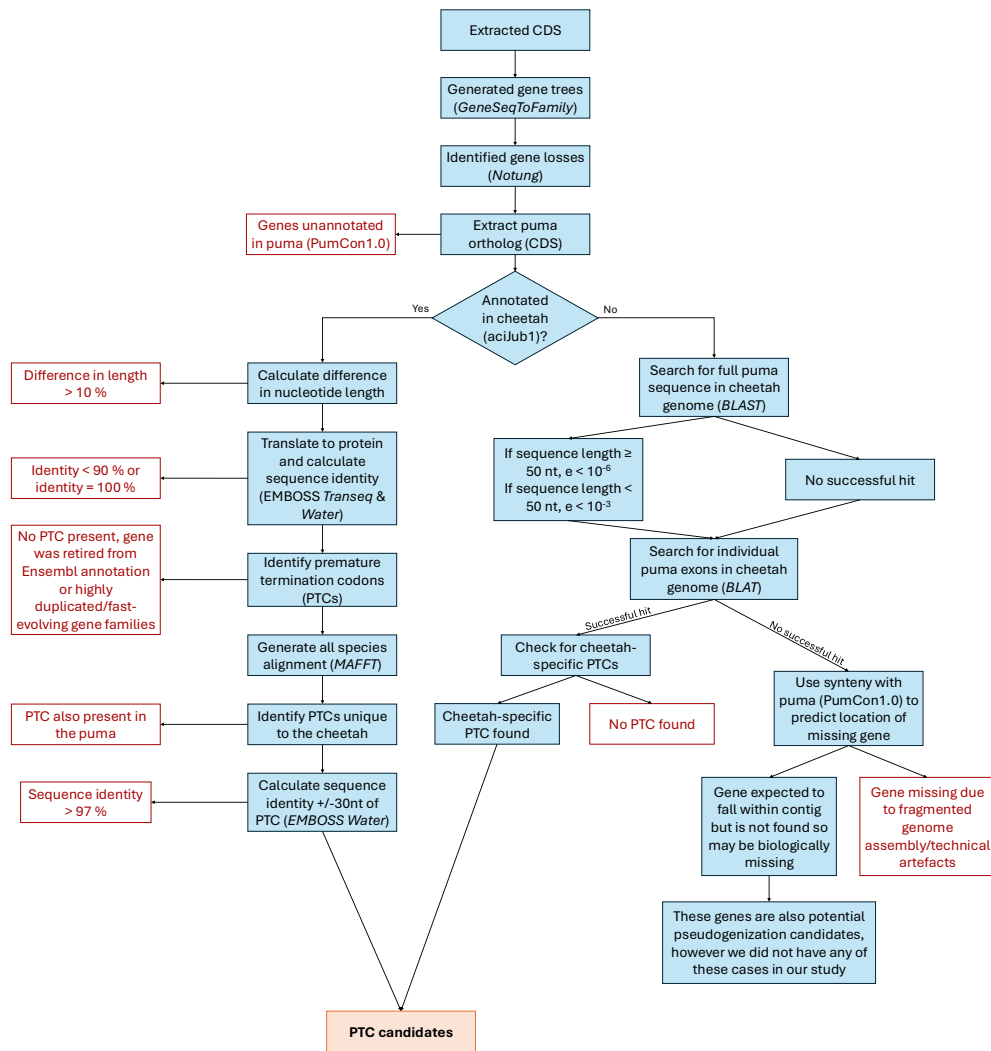 Extracted CDS
Generated gene trees
(GeneSeqToFamily)
Identified gene losses
(Notung)
Genes unannotated
in puma (PumCon1.0)
Extract puma
ortholog (CDS)
Annotated
in cheetah
(aciJub1)?
Yes
No
Difference in length
> 10 %
Calculate difference
in nucleotide length
Identity < 90 % or
identity = 100 %
Translate to protein
and calculate
sequence identity
(EMBOSS Transeq &
Water)
No PTC present, gene
was retired from
Ensembl annotation
or highly
duplicated/fast-
evolving gene families
Identify premature
termination codons
(PTCs)
Generate all species
alignment (MAFFT)
PTC also present in
the puma
Identify PTCs unique
to the cheetah
Sequence identity
> 97 %
Calculate sequence
identity +/-30nt of
PTC (EMBOSS Water)
Search for full puma
sequence in cheetah
genome (BLAST)
If sequence length ≥
50 nt, e < 10-6
If sequence length <
50 nt, e < 10-3
No successful hit
Search for individual
puma exons in cheetah
genome (BLAT)
Successful hit
No successful hit
Check for cheetah-
specific PTCs
Cheetah-specific
PTC found
No PTC found
Use synteny with
puma (PumCon1.0) to
predict location of
missing gene
Gene expected to
fall within contig
but is not found so
may be biologically
missing
Gene missing due
to fragmented
genome
assembly/technical
artefacts
These genes are also potential
pseudogenization candidates,
however we did not have any of
these cases in our study
PTC candidates